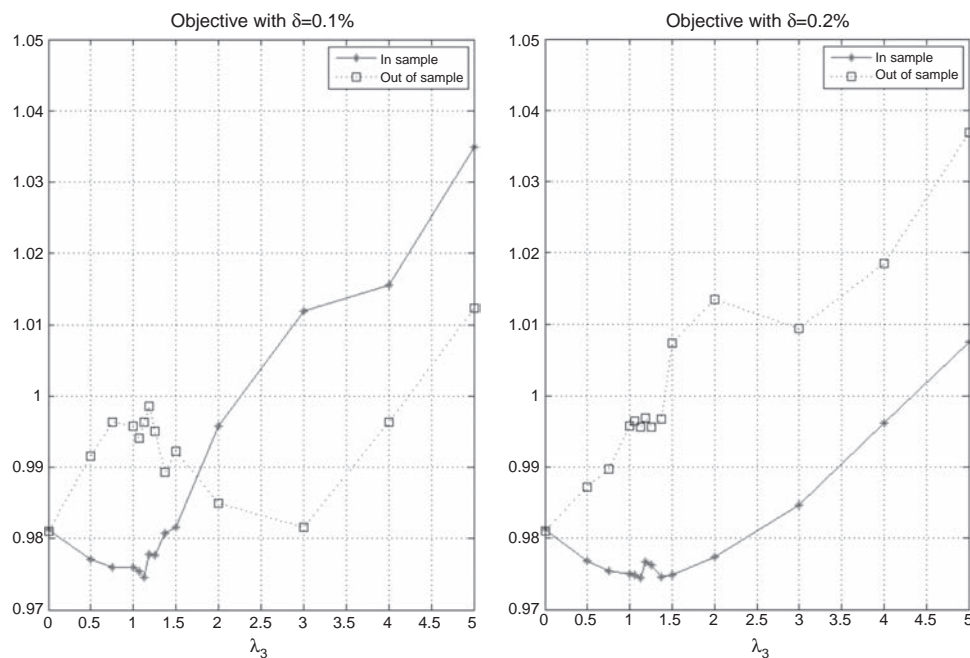 Objective with δ=0.1%
1.05
1.04
1.03
1.02
1.01
1
0.99
0.98
0.97
In sample
Out of sample
0 0.5 1 1.5 2 2.5 3 3.5 4 4.5 5
λ3
Objective with δ=0.2%
1.05
1.04
1.03
1.02
1.01
1
0.99
0.98
0.97
In sample
Out of sample
0 0.5 1 1.5 2 2.5 3 3.5 4 4.5 5
λ3